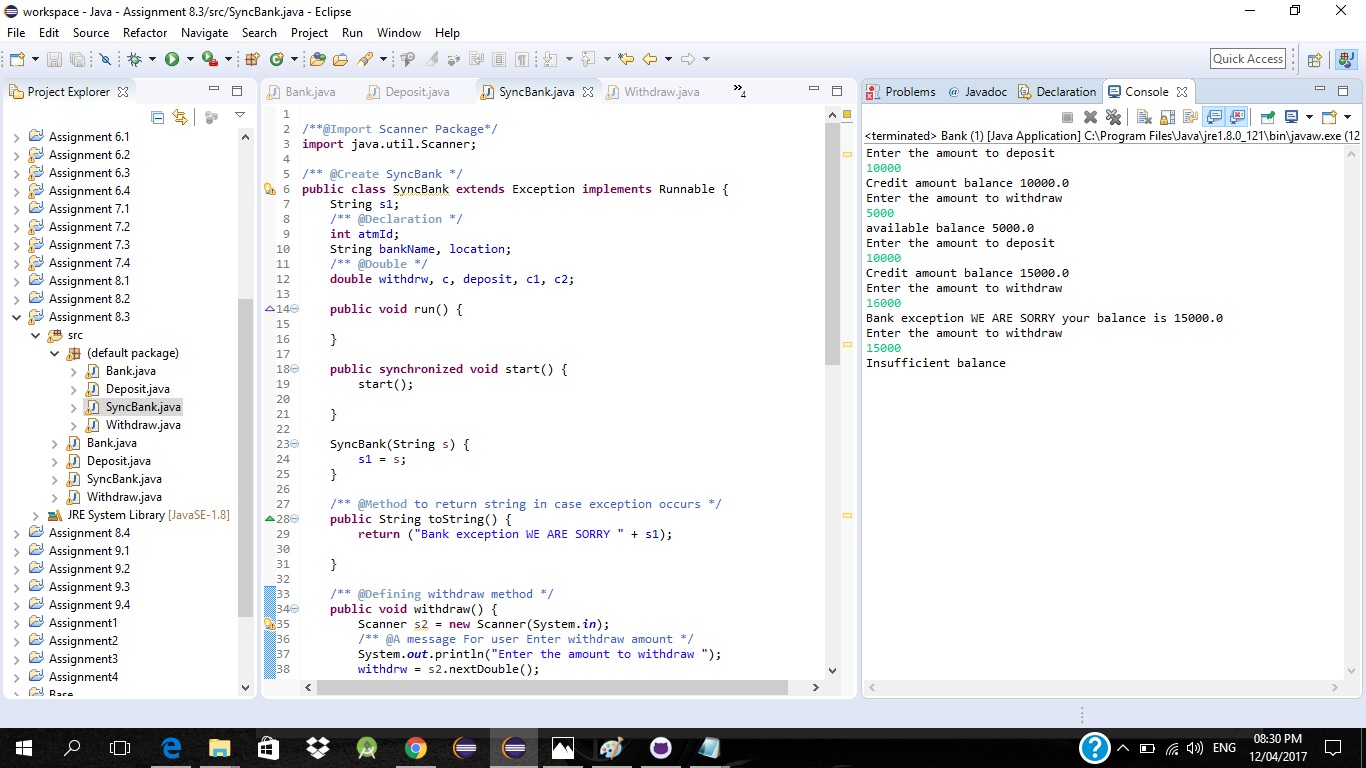 workspace - Java - Assignment 8.3/src/SyncBank.java - Eclipse
File Edit Source Refactor Navigate Search Project Run Window Help
Quick Access
Project Explorer
Assignment 6.1
Assignment 6.2
Assignment 6.3
Assignment 6.4
Assignment 7.1
Assignment 7.2
Assignment 7.3
Assignment 7.4
Assignment 8.1
Assignment 8.2
Assignment 8.3
src
(default package)
Bank.java
Deposit.java
SyncBank.java
Withdraw.java
Bank.java
Deposit.java
SyncBank.java
Withdraw.java
JRE System Library [JavaSE-1.8]
Assignment 8.4
Assignment 9.1
Assignment 9.2
Assignment 9.3
Assignment 9.4
Assignment1
Assignment2
Assignment3
Assignment4
Base
Bank.java Deposit.java SyncBank.java Withdraw.java »4
1
2 /**@Import Scanner Package*/
3 import java.util.Scanner;
4
5 /** @Create SyncBank */
6 public class SyncBank extends Exception implements Runnable {
7 String s1;
8 /** @Declaration */
9 int atmId;
10 String bankName, location;
11 /** @Double */
12 double withdrw, c, deposit, c1, c2;
13
14 public void run() {
15
16 }
17
18 public synchronized void start() {
19 start();
20
21 }
22
23 SyncBank(String s) {
24 s1 = s;
25 }
26
27 /** @Method to return string in case exception occurs */
28 public String toString() {
29 return ("Bank exception WE ARE SORRY " + s1);
30
31 }
32
33 /** @Defining withdraw method */
34 public void withdraw() {
35 Scanner s2 = new Scanner(System.in);
36 /** @A message For user Enter withdraw amount */
37 System.out.println("Enter the amount to withdraw ");
38 withdrw = s2.nextDouble();
Problems Javadoc Declaration Console
<terminated> Bank (1) [Java Application] C:\Program Files\Java\jre1.8.0_121\bin\javaw.exe (12
Enter the amount to deposit
10000
Credit amount balance 10000.0
Enter the amount to withdraw
5000
available balance 5000.0
Enter the amount to deposit
10000
Credit amount balance 15000.0
Enter the amount to withdraw
16000
Bank exception WE ARE SORRY your balance is 15000.0
Enter the amount to withdraw
15000
Insufficient balance
ENG
08:30 PM
12/04/2017